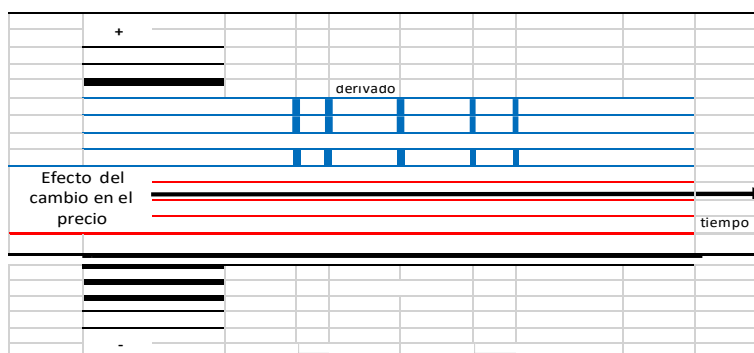 +
derivado
Efecto del
cambio en el
precio
tiempo
-